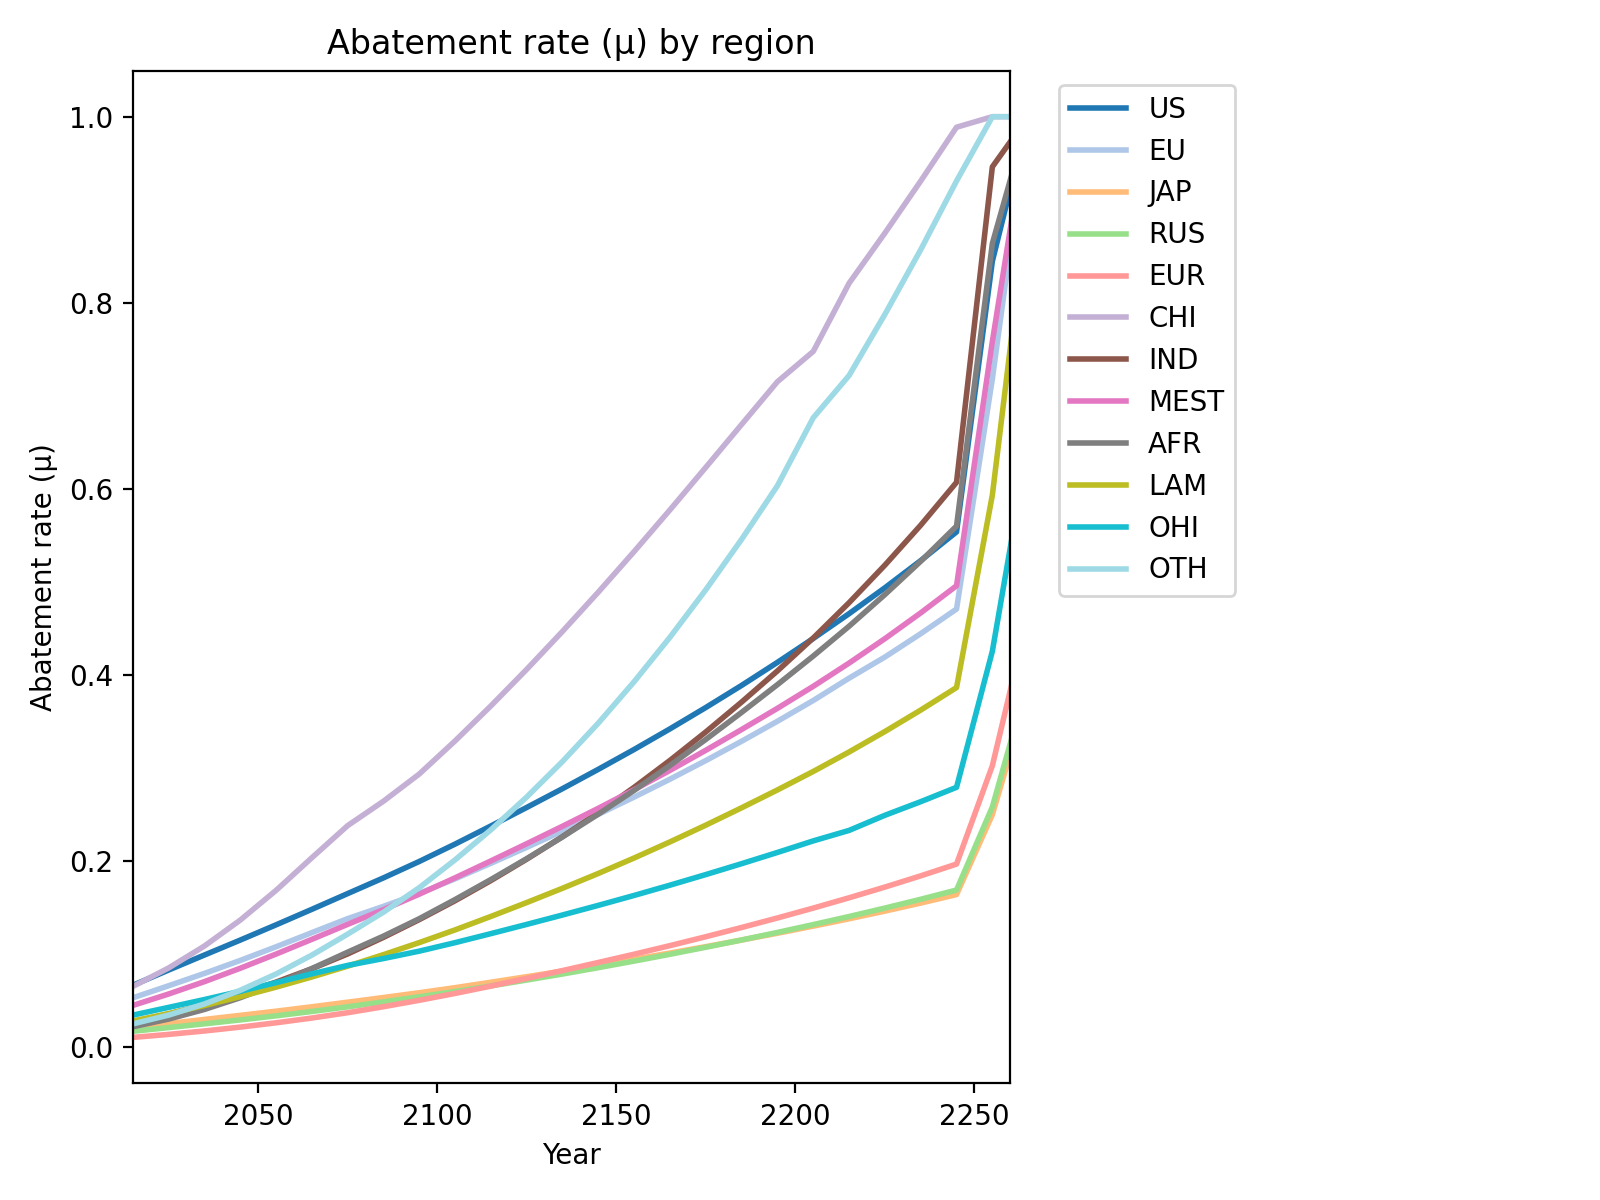 Abatement rate (μ) by region
Abatement rate (μ)
1.0
0.8
0.6
0.4
0.2
0.0
2050 2100 2150 2200 2250
Year
US
EU
JAP
RUS
EUR
CHI
IND
MEST
AFR
LAM
OHI
OTH